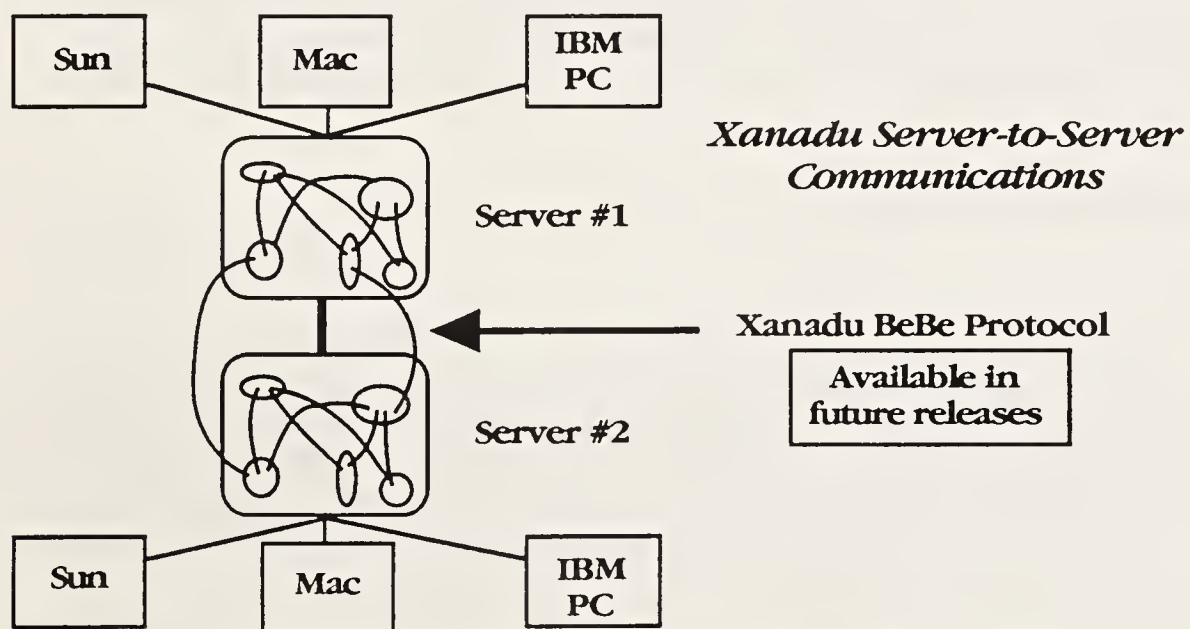 Sun
Mac
IBM
PC
Xanadu Server-to-Server
Communications
Server #1
Xanadu BeBe Protocol
Available in
future releases
Server #2
Sun
Mac
IBM
PC